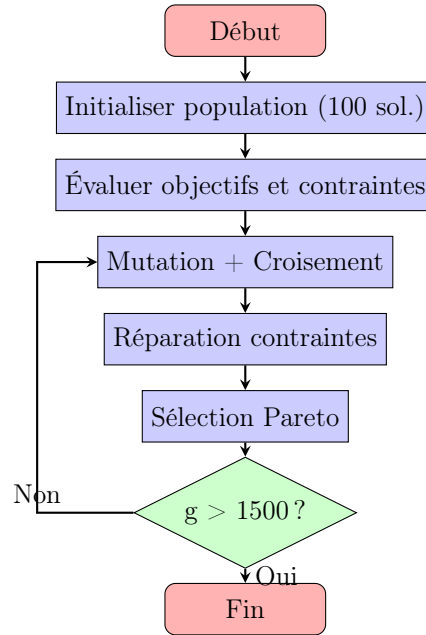 Début
Initialiser population (100 sol.)
Évaluer objectifs et contraintes
Mutation + Croisement
Réparation contraintes
Sélection Pareto
Non
g > 1500 ?
Oui
Fin